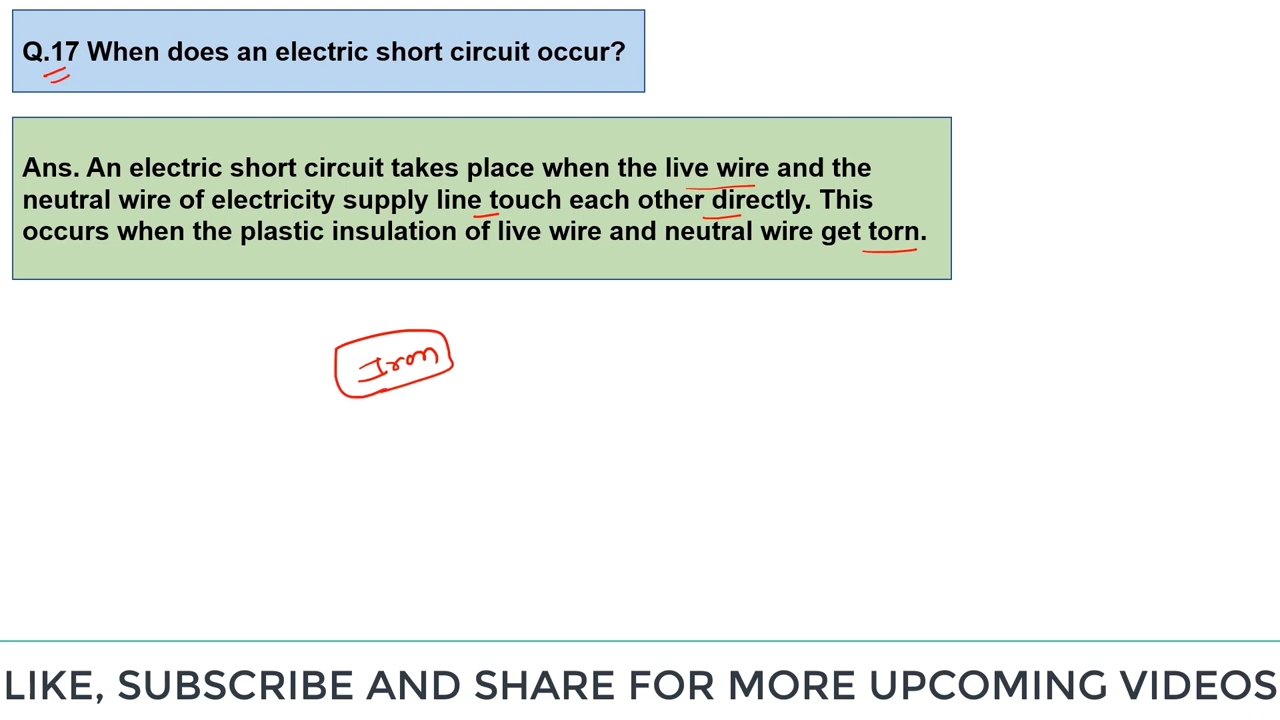 Q.17 When does an electric short circuit occur?
Ans. An electric short circuit takes place when the live wire and the
neutral wire of electricity supply line touch each other directly. This
occurs when the plastic insulation of live wire and neutral wire get torn.
Iron
LIKE, SUBSCRIBE AND SHARE FOR MORE UPCOMING VIDEOS